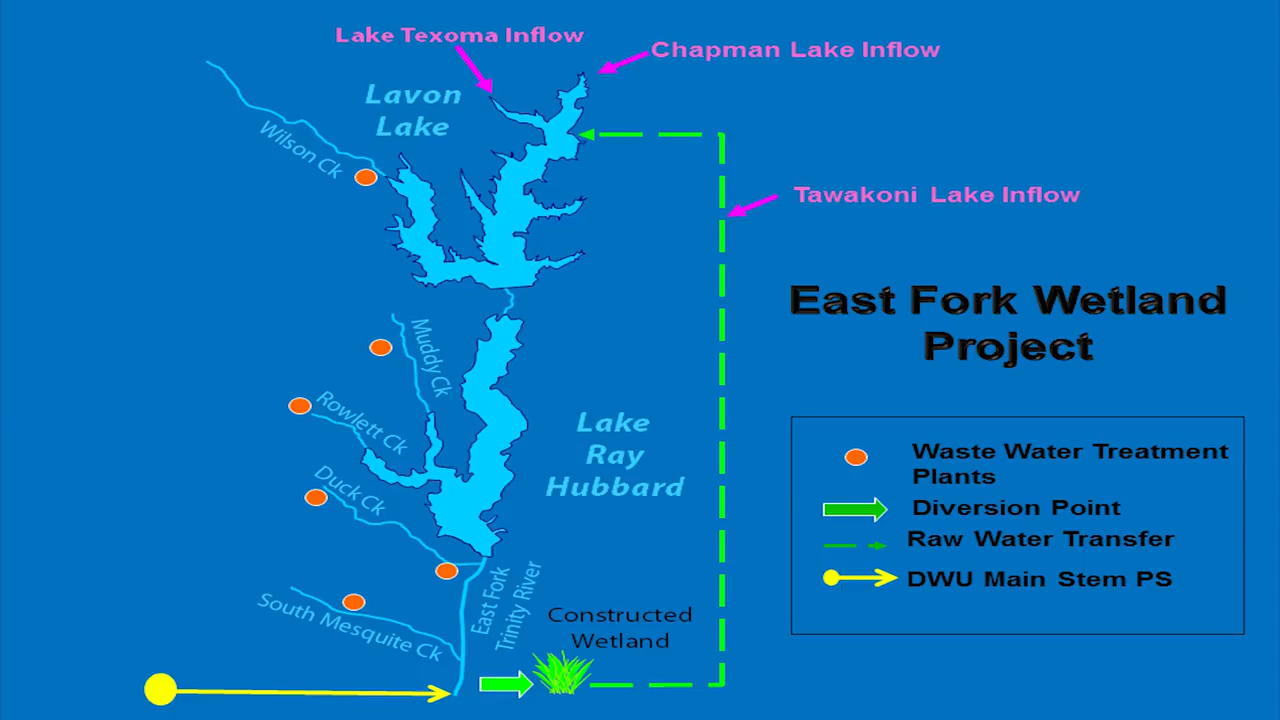 Lake Texoma Inflow
Chapman Lake Inflow
Lavon
Lake
Wilson Ck
Tawakoni Lake Inflow
East Fork Wetland
Project
Muddy Ck
Rowlett Ck
Lake
Ray
Hubbard
Duck Ck
Waste Water Treatment
Plants
Diversion Point
Raw Water Transfer
DWU Main Stem PS
East Fork
Trinity River
South Mesquite Ck
Constructed
Wetland